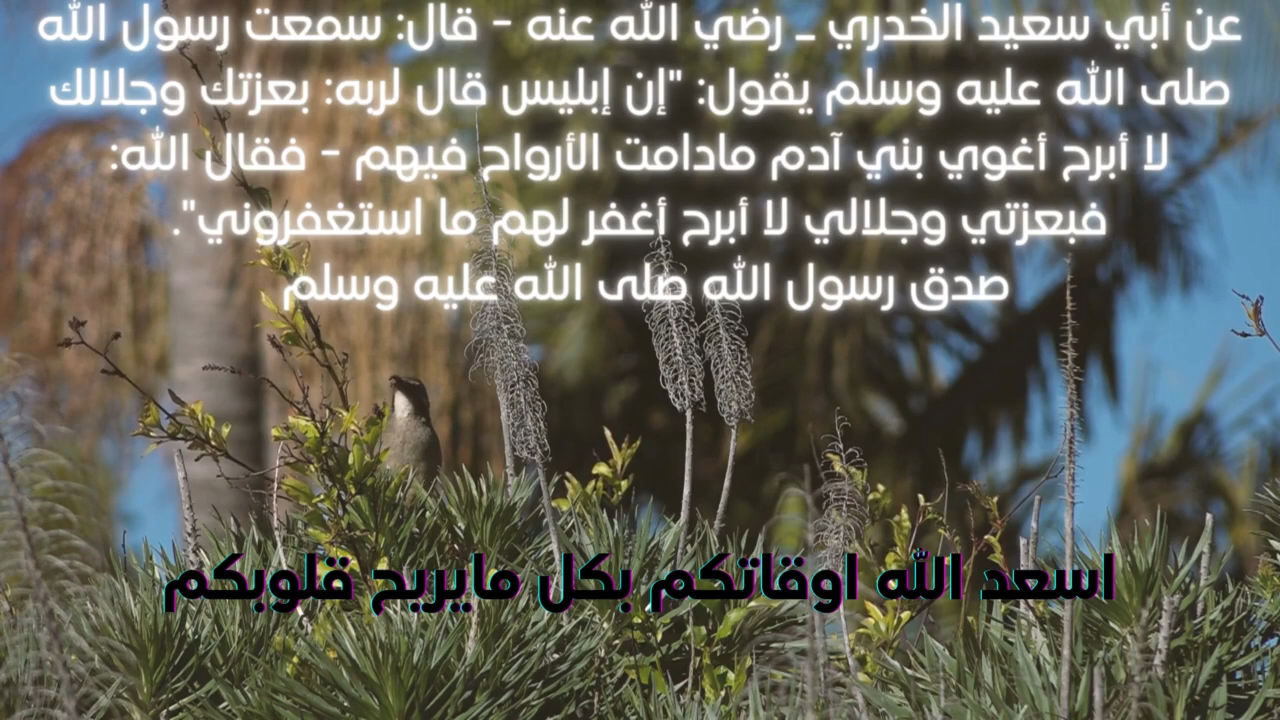 عن أبي سعيد الخدري ـ رضي الله عنه - قال: سمعت رسول الله
صلى الله عليه وسلم يقول: "إن إبليس قال لربه: بعزتك وجلالك
لا أبرح أغوي بني آدم مادامت الأرواح فيهم - فقال الله:
فبعزتي وجلالي لا أبرح أغفر لهم ما استغفروني".
صدق رسول الله صلى الله عليه وسلم
اسعد الله اوقاتكم بكل مايريح قلوبكم